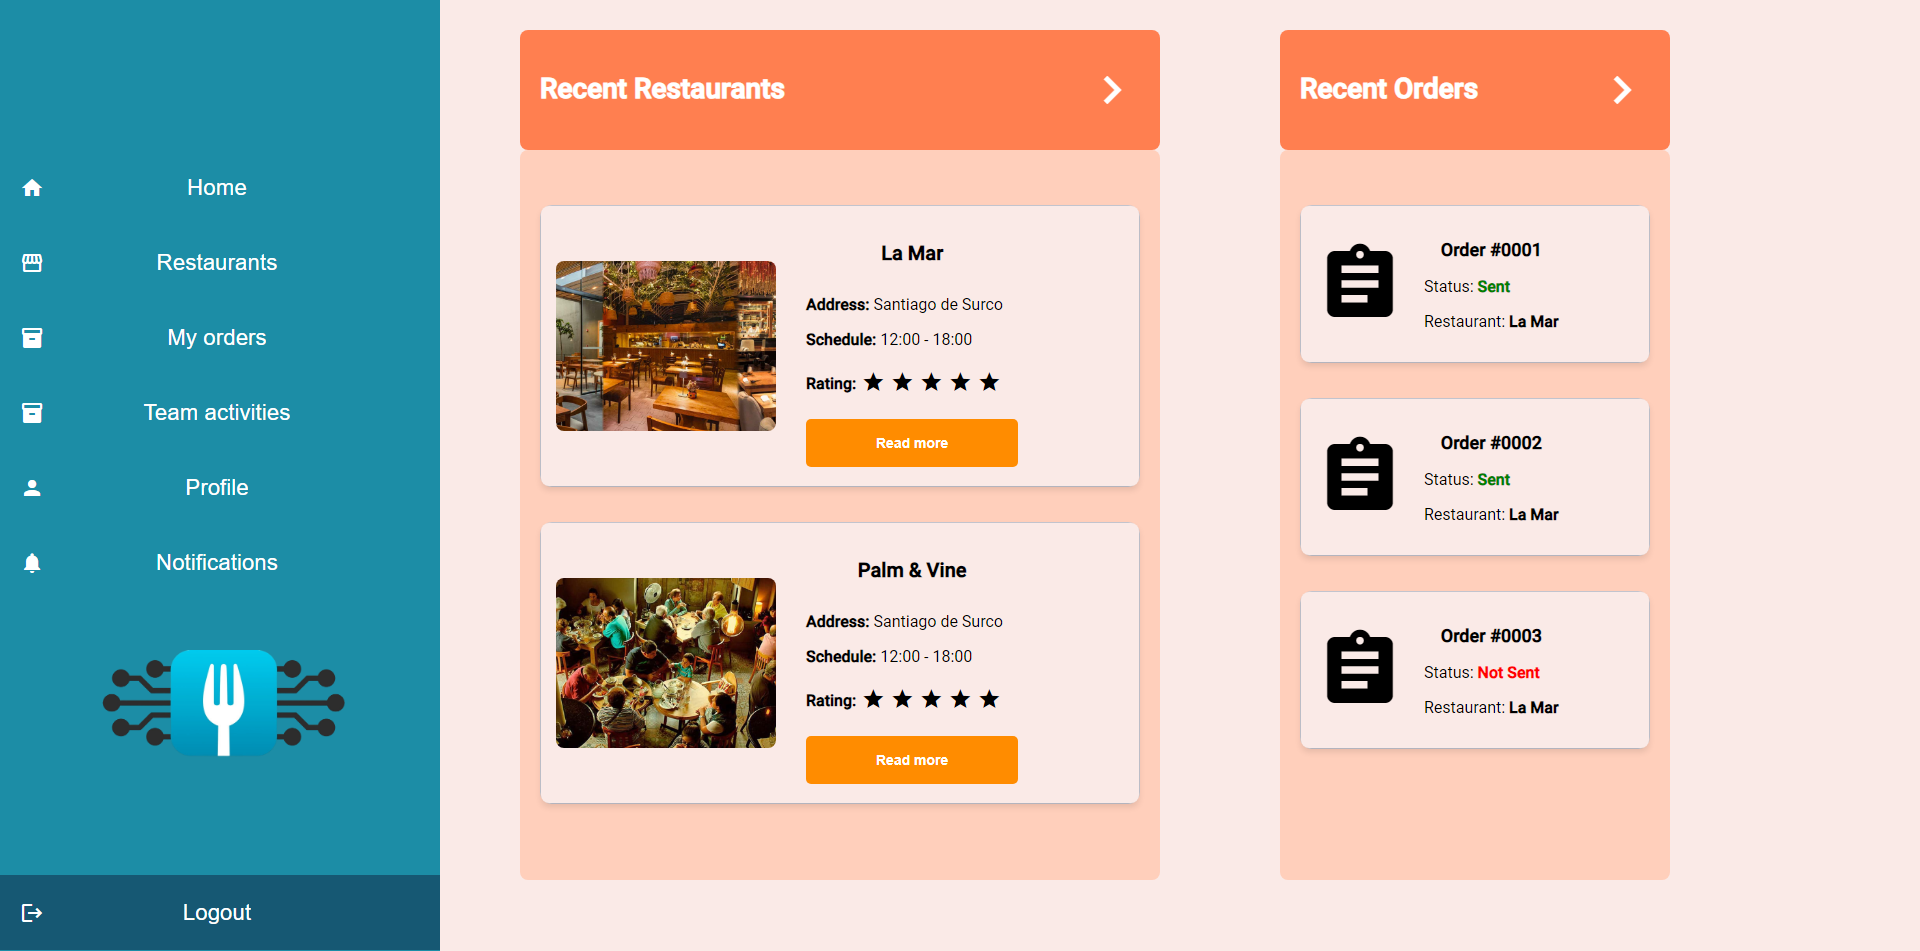 Home
Restaurants
My orders
Team activities
Profile
Notifications
Logout
Recent Restaurants
La Mar
Address: Santiago de Surco
Schedule: 12:00 - 18:00
Rating:
Read more
Palm & Vine
Address: Santiago de Surco
Schedule: 12:00 - 18:00
Rating:
Read more
Recent Orders
Order #0001
Status: Sent
Restaurant: La Mar
Order #0002
Status: Sent
Restaurant: La Mar
Order #0003
Status: Not Sent
Restaurant: La Mar